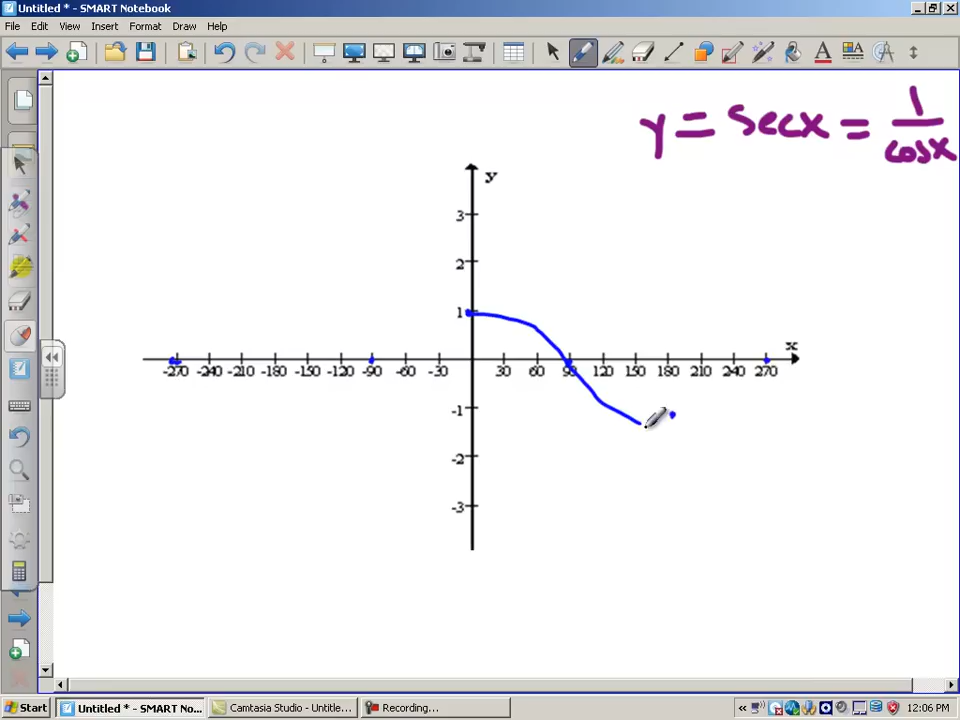 Untitled * - SMART Notebook
File Edit View Insert Format Draw Help
y = secx = 1/cosx
y
3
2
1
x
-270 -240 -210 -180 -150 -120 -90 -60 -30 30 60 90 120 150 180 210 240 270
-1
-2
-3
Start Untitled * - SMART No... Camtasia Studio - Untitle... Recording... « 12:06 PM